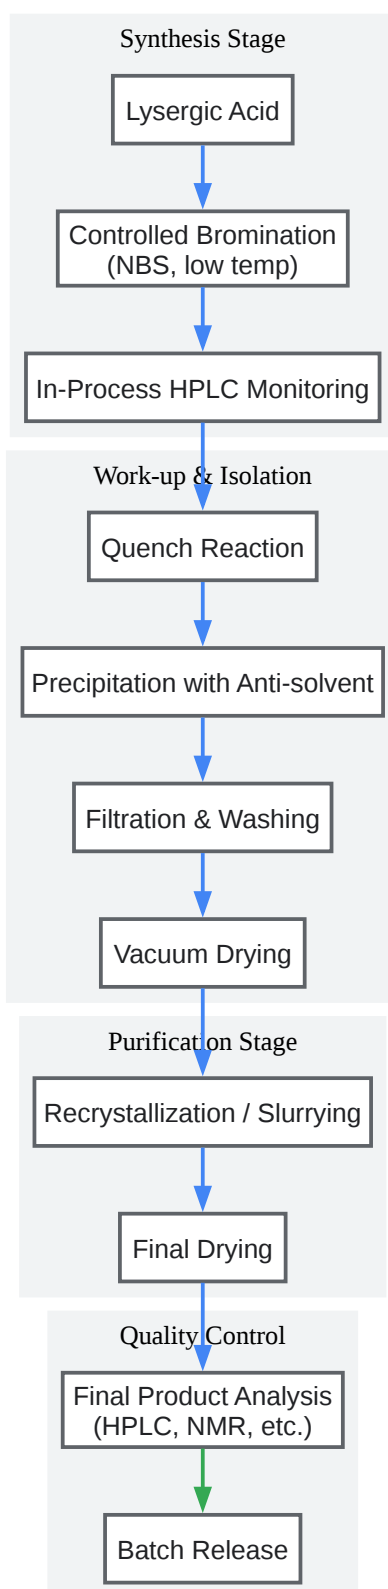 Synthesis Stage
Lysergic Acid
Controlled Bromination
(NBS, low temp)
In-Process HPLC Monitoring
Work-up & Isolation
Quench Reaction
Precipitation with Anti-solvent
Filtration & Washing
Vacuum Drying
Purification Stage
Recrystallization / Slurrying
Final Drying
Quality Control
Final Product Analysis
(HPLC, NMR, etc.)
Batch Release